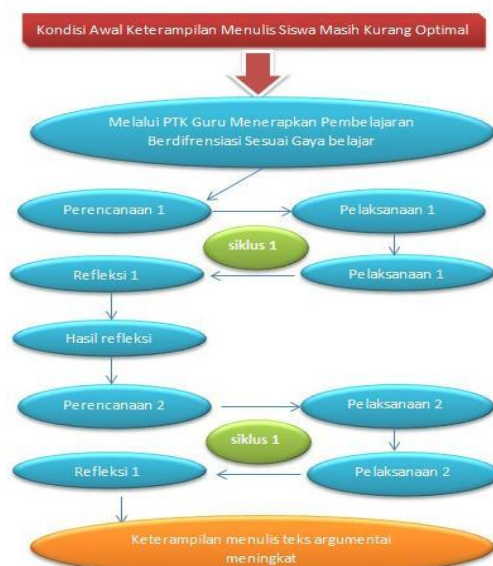 Kondisi Awal Keterampilan Menulis Siswa Masih Kurang Optimal
Melalui PTK Guru Menerapkan Pembelajaran
Berdifrensiasi Sesuai Gaya belajar
Perencanaan 1
Pelaksanaan 1
siklus 1
Refleksi 1
Pelaksanaan 1
Hasil refleksi
Perencanaan 2
Pelaksanaan 2
siklus 1
Refleksi 1
Pelaksanaan 2
Keterampilan menulis teks argumentai
meningkat